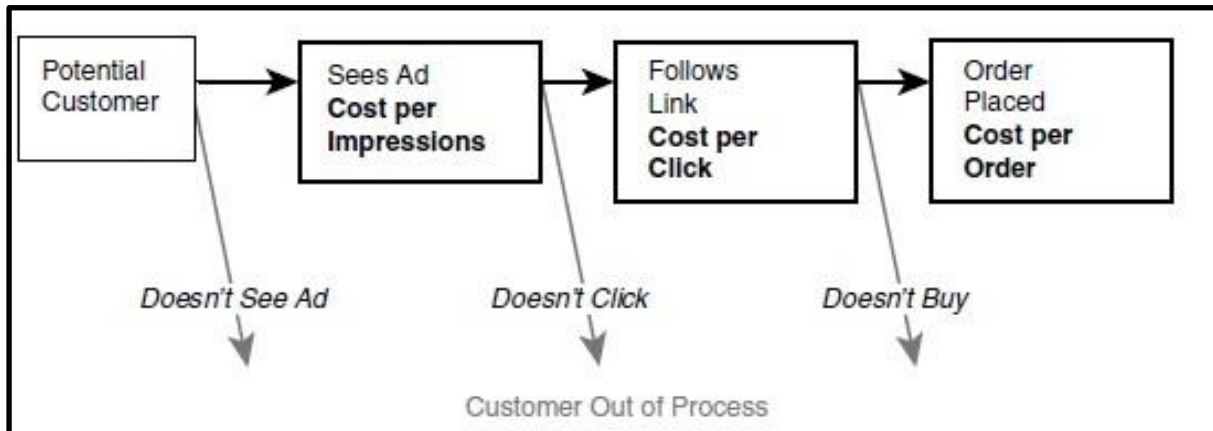 Potential
Customer
Sees Ad
Cost per
Impressions
Follows
Link
Cost per
Click
Order
Placed
Cost per
Order
Doesn't See Ad
Doesn't Click
Doesn't Buy
Customer Out of Process